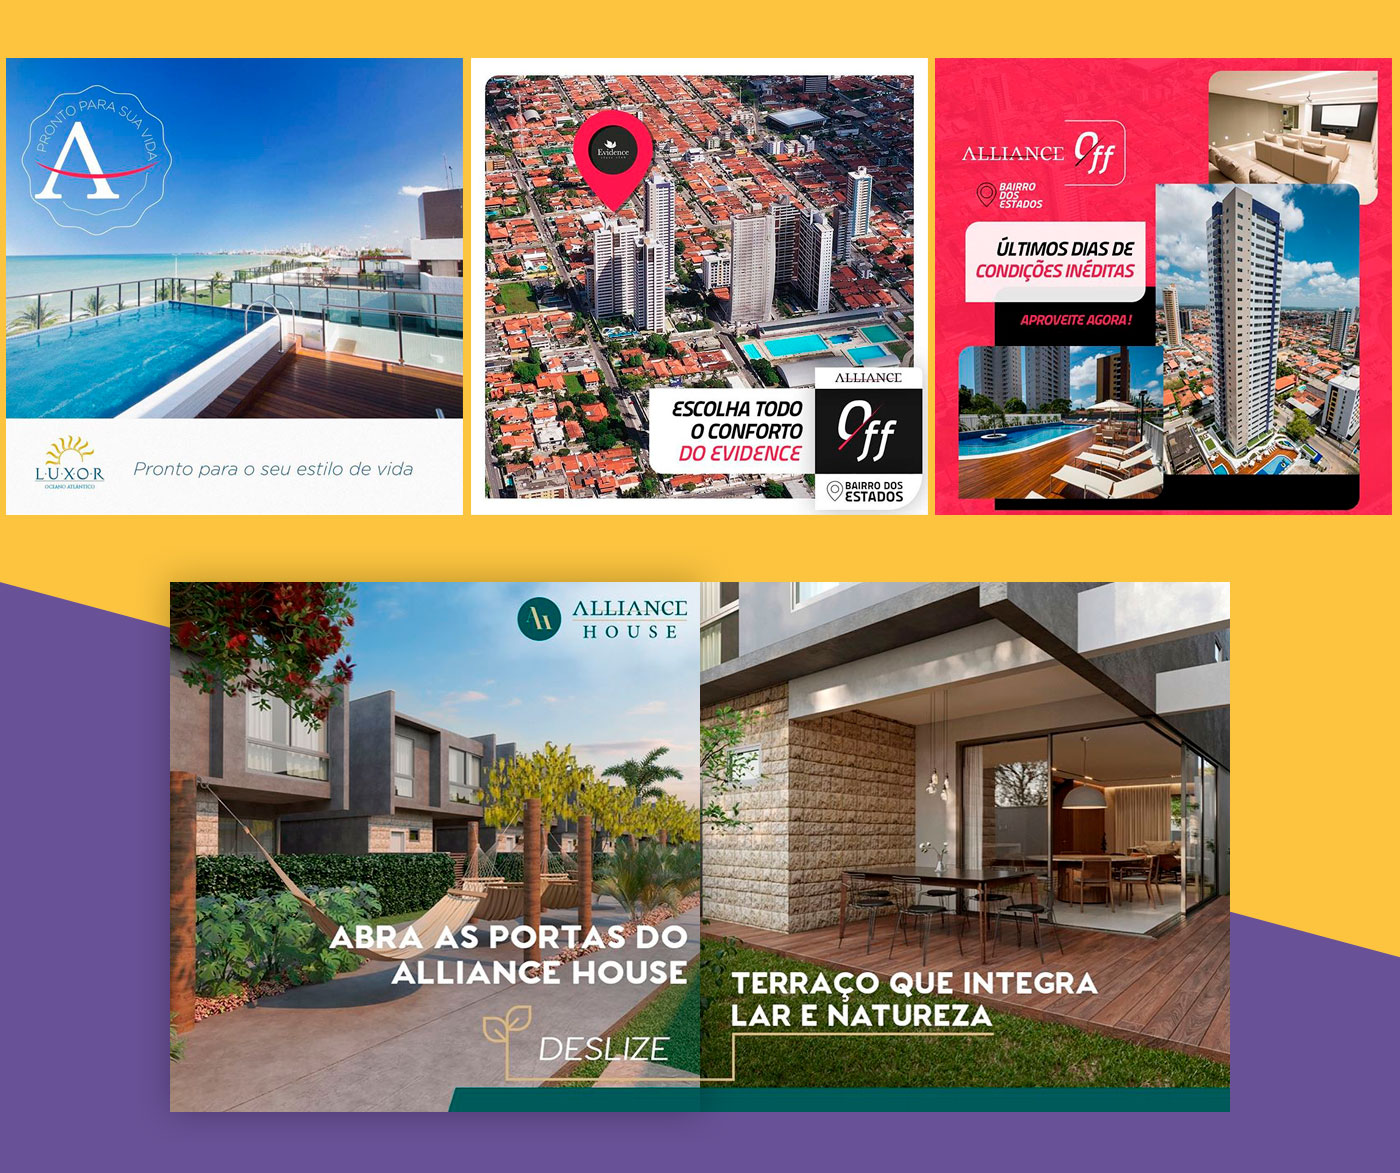 PRONTO PARA SUA VIDA
A
L·U·X·O·R
OCEANO ATLÂNTICO
Pronto para o seu estilo de vida
Evidence
ESCOLHA TODO
O CONFORTO
DO EVIDENCE
ALLIANCE
Off
BAIRRO DOS
ESTADOS
ALLIANCE Off
BAIRRO
DOS
ESTADOS
ÚLTIMOS DIAS DE
CONDIÇÕES INÉDITAS
APROVEITE AGORA!
ALLIANCE
HOUSE
ABRA AS PORTAS DO
ALLIANCE HOUSE
DESLIZE
TERRAÇO QUE INTEGRA
LAR E NATUREZA